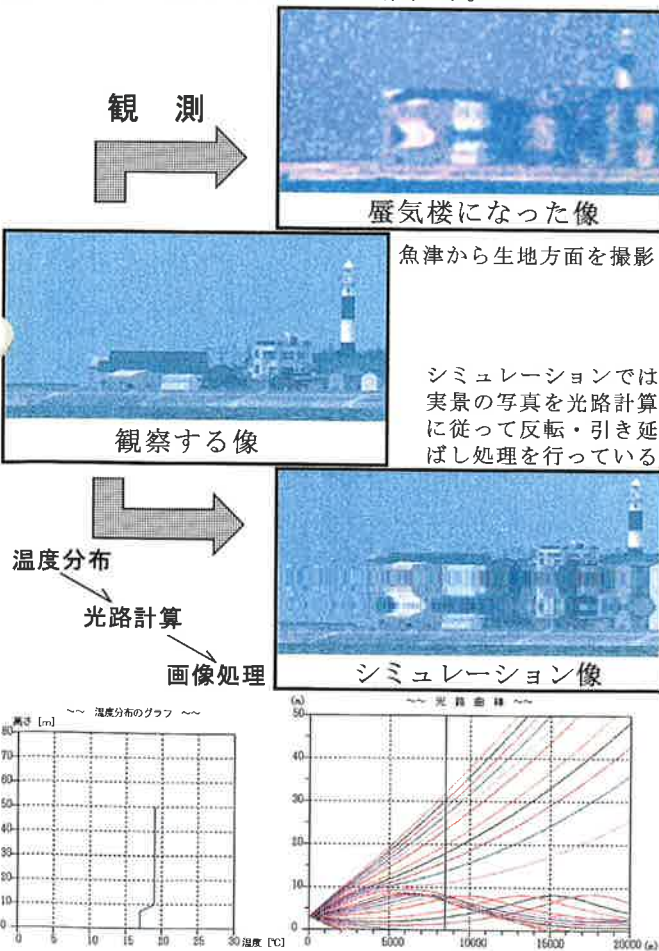 観 測
蜃気楼になった像
魚津から生地方面を撮影
観察する像
シミュレーションでは
実景の写真を光路計算
に従って反転・引き延
ばし処理を行っている
温度分布
光路計算
画像処理
シミュレーション像
~~ 温度分布のグラフ ~~
高さ [m]
80
70
60
50
40
30
20
10
0
0 5 10 15 20 25 30
温度 [℃]
~~ 光路曲線 ~~
(m)
50
40
30
20
10
0
0 5000 10000 15000 20000 (m)